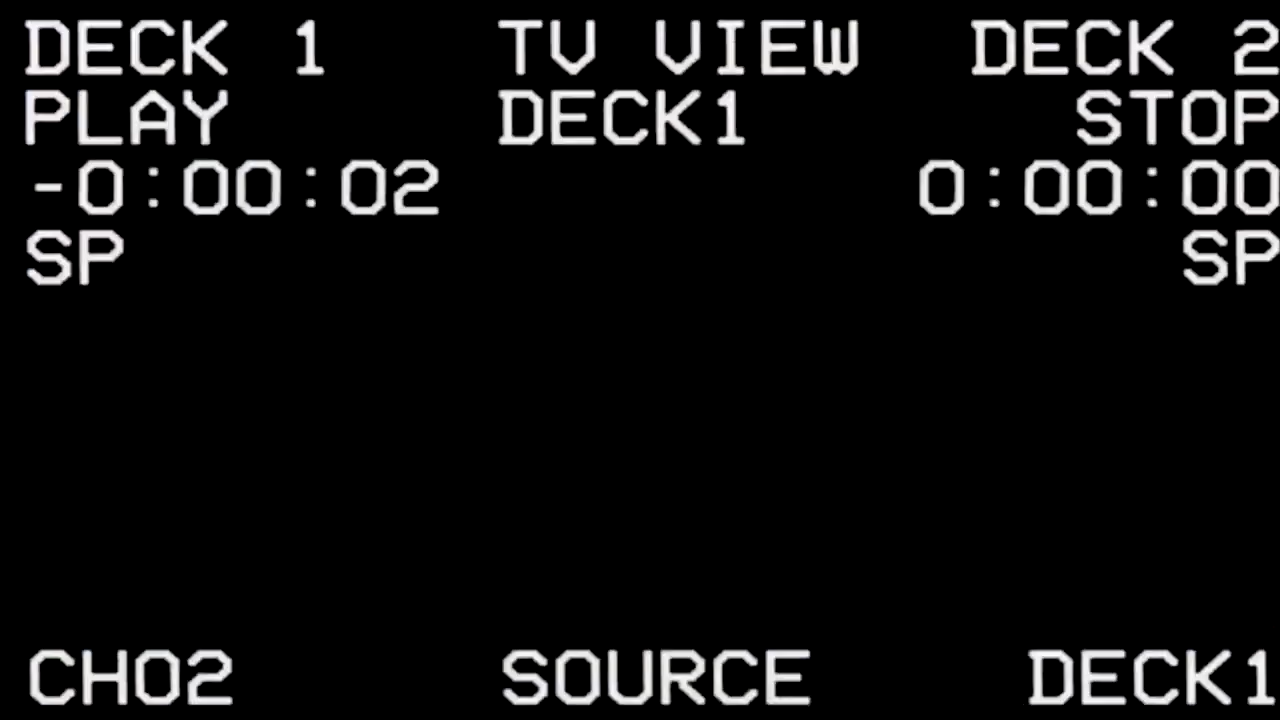 DECK 1 TV VIEW DECK 2
PLAY DECK1 STOP
-0:00:02 0:00:00
SP SP
CH02 SOURCE DECK1